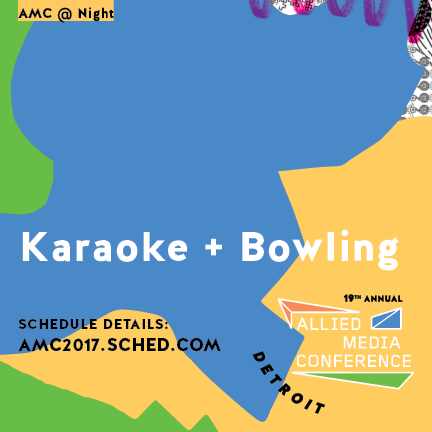 AMC @ Night
Karaoke + Bowling
SCHEDULE DETAILS:
AMC2017.SCHED.COM
19TH ANNUAL
ALLIED
MEDIA
CONFERENCE
DETROIT